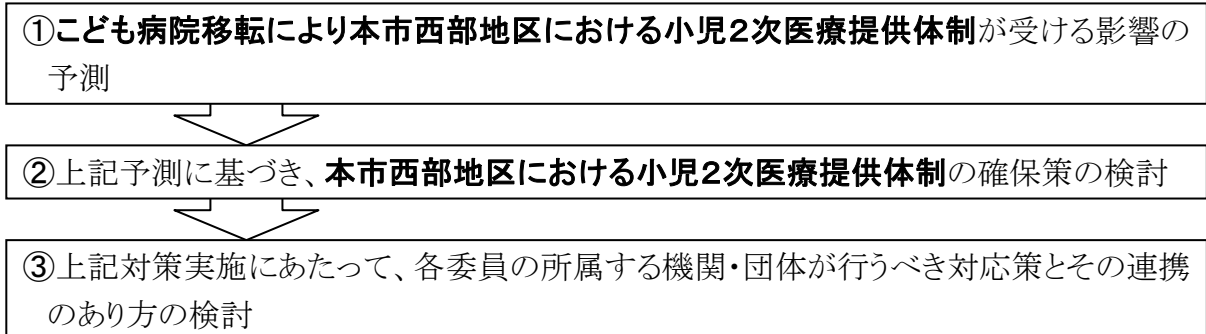 ①こども病院移転により本市西部地区における小児２次医療提供体制が受ける影響の
予測
②上記予測に基づき、本市西部地区における小児２次医療提供体制の確保策の検討
③上記対策実施にあたって、各委員の所属する機関・団体が行うべき対応策とその連携
のあり方の検討